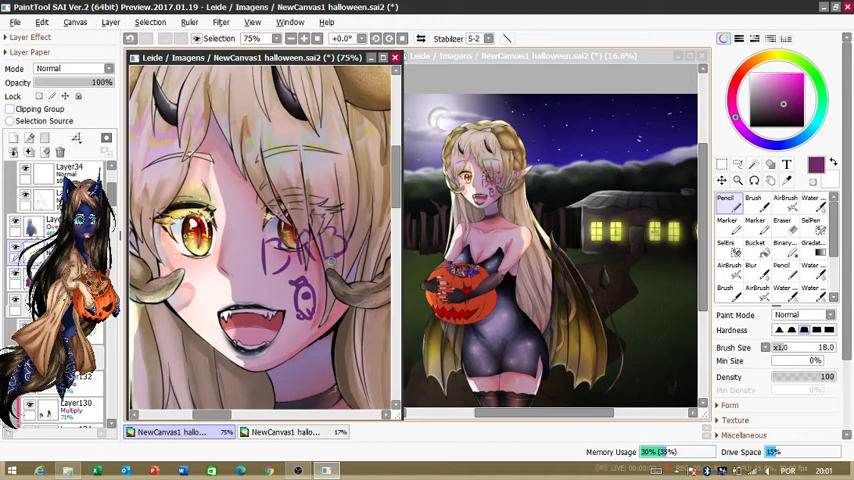 PaintTool SAI Ver.2 (64bit) Preview.2017.01.19 - Leide / Imagens / NewCanvas1 halloween.sai2 (*)
File Edit Canvas Layer Selection Ruler Filter View Window Help
Selection 75% +0.0° Stabilizer S-2
Layer Effect
Layer Paper
Mode Normal
Opacity 100%
Lock
Clipping Group
Selection Source
Layer34
Normal
Multiply
71%
Leide / Imagens / NewCanvas1 halloween.sai2 (*) (75%)
Leide / Imagens / NewCanvas1 halloween.sai2 (*) (16.6%)
BRB
NewCanvas1 hallo... 75%
NewCanvas1 hallo... 17%
T
Pencil Brush AirBrush Water ...
Marker Marker Eraser SelPen
SelErs Bucket Binary... Gradat...
AirBrush Blur Pencil Water ...
Paint Mode Normal
Hardness
Brush Size x1.0 18.0
Min Size 0%
Density 100
Min Density 0%
Form
Texture
Miscellaneous
Memory Usage 30% (35%) Drive Space 15%
POR 20:01